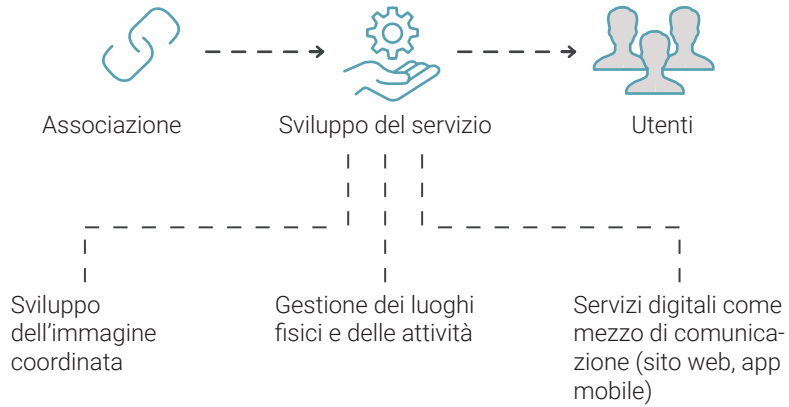 Associazione
Sviluppo del servizio
Utenti
Sviluppo
dell’immagine
coordinata
Gestione dei luoghi
fisici e delle attività
Servizi digitali come
mezzo di comunica-
zione (sito web, app
mobile)